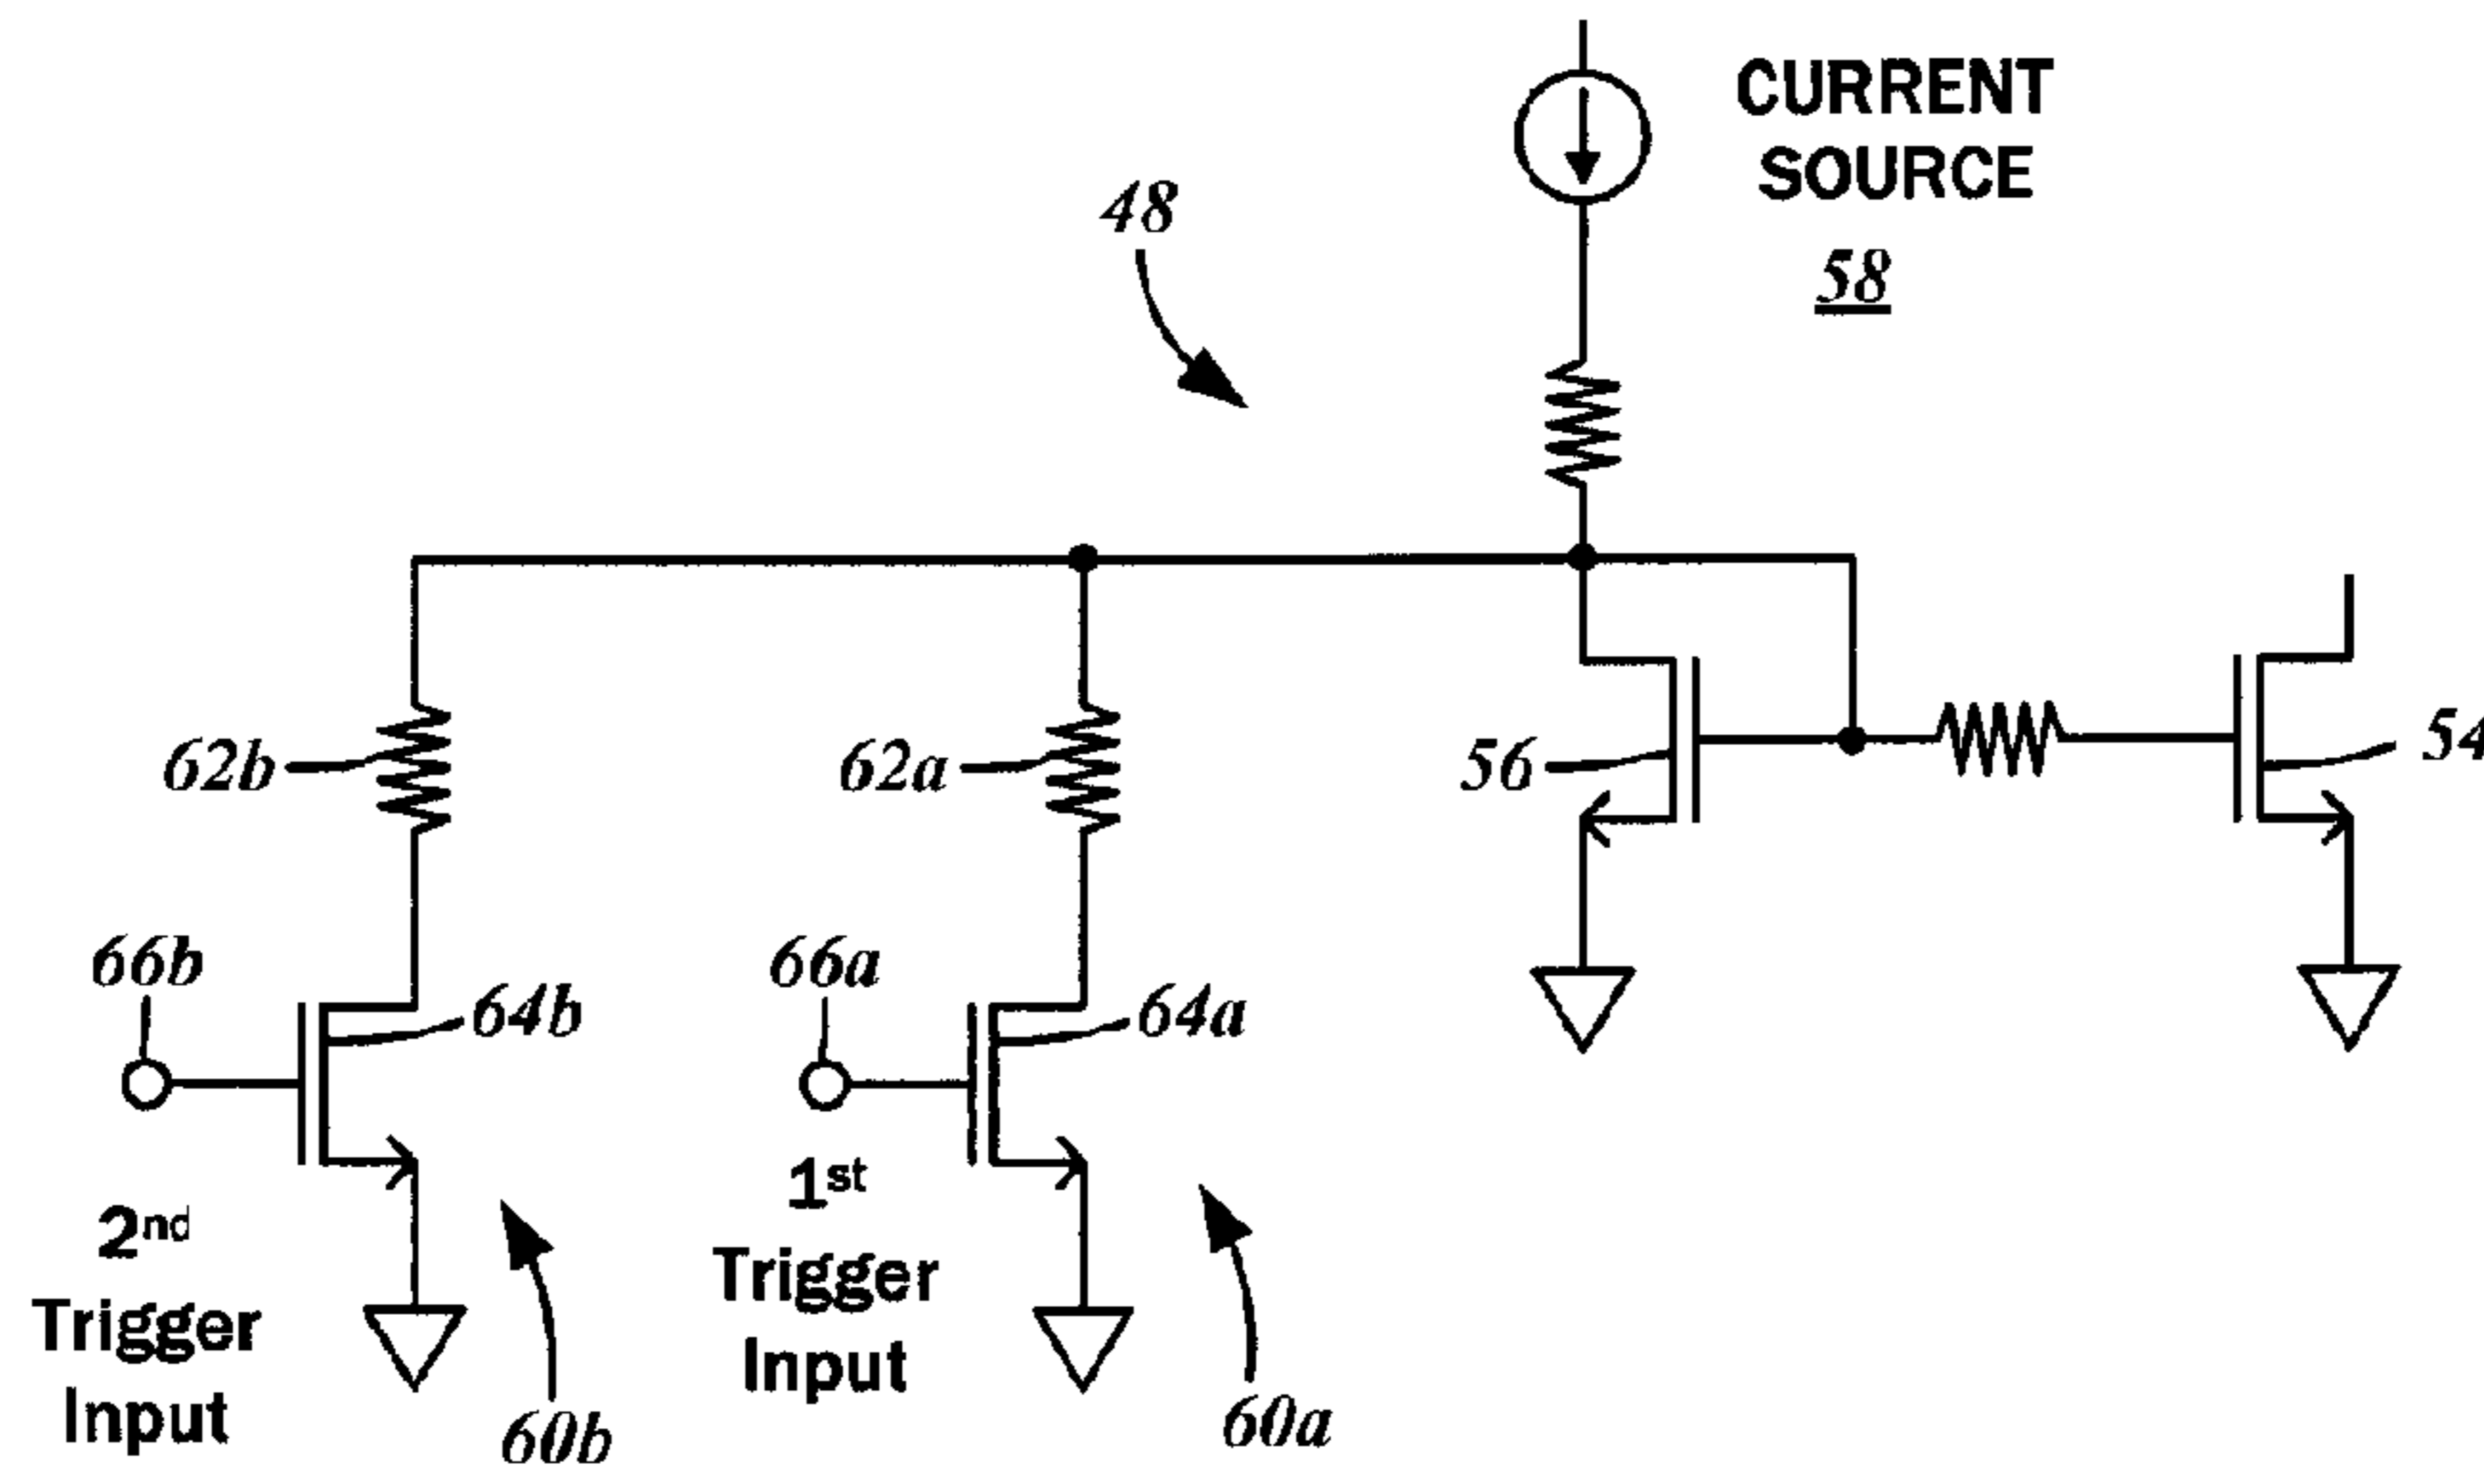 CURRENT
SOURCE
58
48
62b
62a
56
54
66b
64b
66a
64a
1st
Trigger
Input
2nd
Trigger
Input
60b
60a